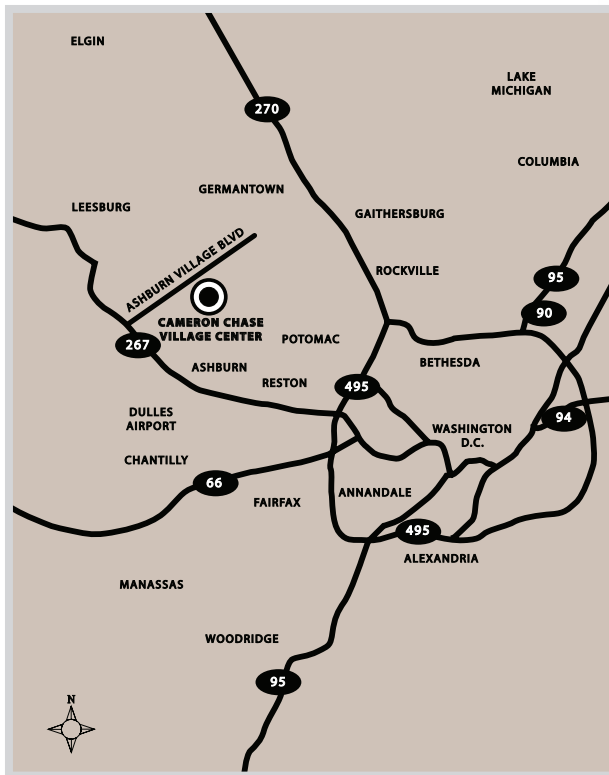 ELGIN
LAKE
MICHIGAN
270
COLUMBIA
GERMANTOWN
LEESBURG
GAITHERSBURG
ASHBURN VILLAGE BLVD
ROCKVILLE
95
90
CAMERON CHASE
VILLAGE CENTER
267
POTOMAC
BETHESDA
ASHBURN
RESTON
495
DULLES
AIRPORT
94
WASHINGTON
D.C.
CHANTILLY
66
ANNANDALE
FAIRFAX
495
ALEXANDRIA
MANASSAS
WOODRIDGE
95
N